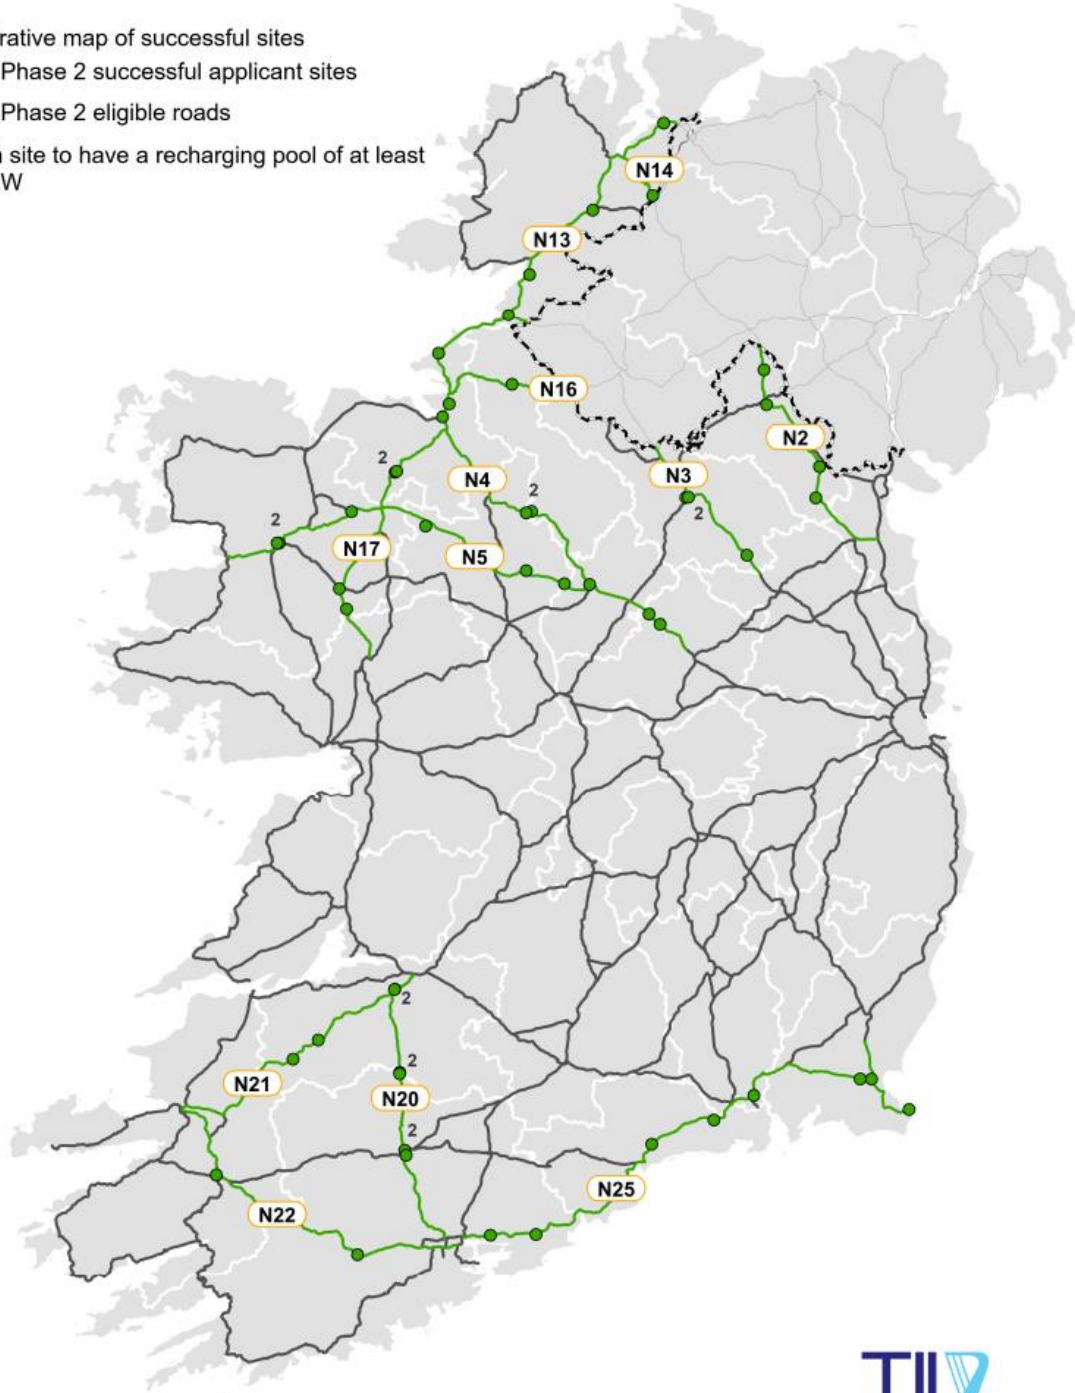 rative map of successful sites
Phase 2 successful applicant sites
Phase 2 eligible roads
site to have a recharging pool of at least
W
N14
N13
N16
N2
2
N4
N3
2
2
2
N17
N5
2
2
N21
N20
2
N25
N22
TII